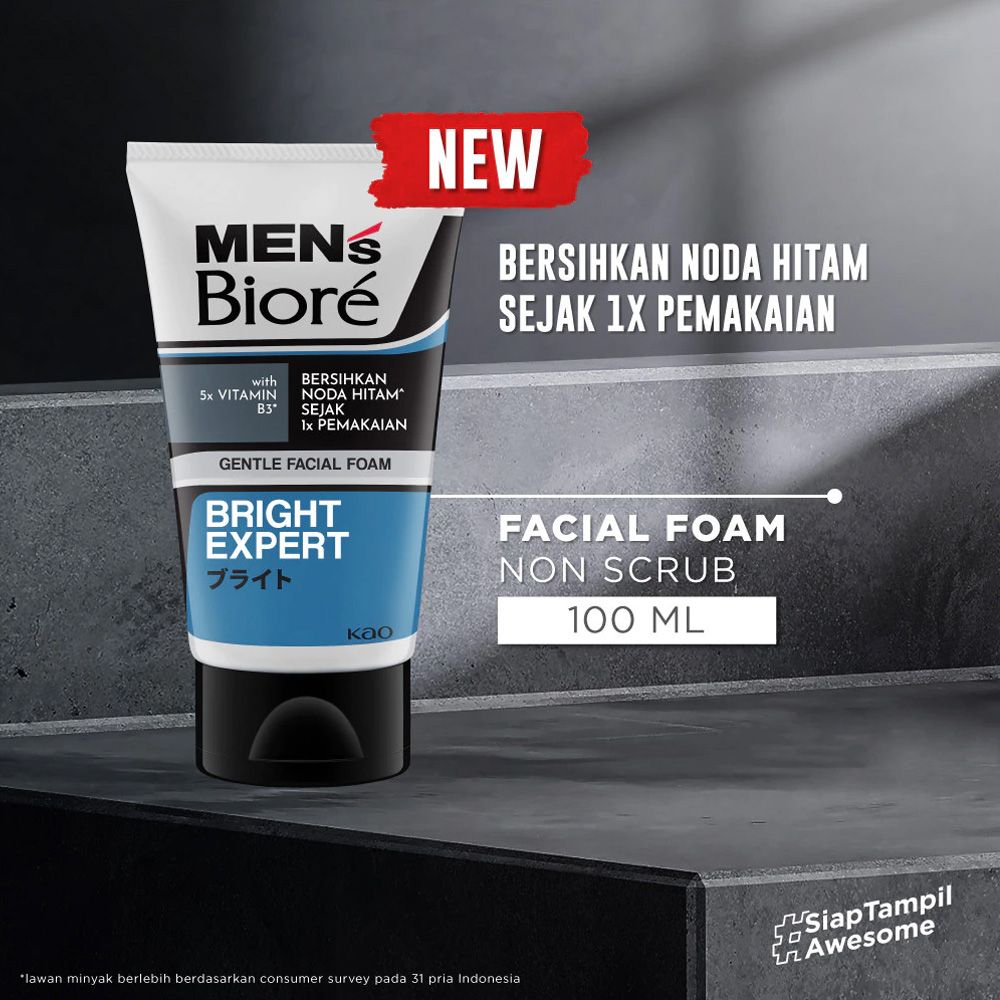 NEW
MEN's
Bioré
with
5x VITAMIN
B3*
BERSIHKAN
NODA HITAM^
SEJAK
1x PEMAKAIAN
GENTLE FACIAL FOAM
BRIGHT
EXPERT
ブライト
Kao
BERSIHKAN NODA HITAM
SEJAK 1X PEMAKAIAN
FACIAL FOAM
NON SCRUB
100 ML
#SiapTampil
Awesome
*lawan minyak berlebih berdasarkan consumer survey pada 31 pria Indonesia